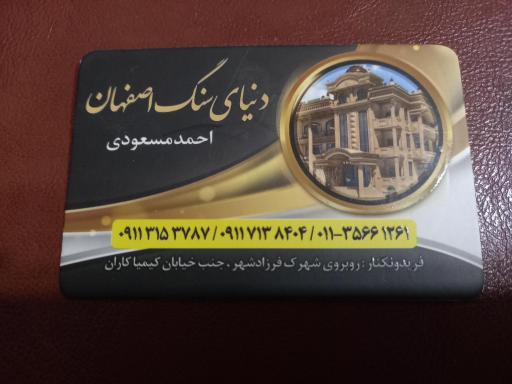 دنیای سنگ اصفهان
احمد مسعودی
۰۹۱۱ ۳۱۵ ۳۷۸۷ / ۰۹۱۱ ۷۱۳ ۸۴۰۴ / ۰۱۱-۳۵۶۶ ۱۲۶۱
فریدونکنار : روبروی شهرک فرزادشهر ، جنب خیابان کیمیا کاران